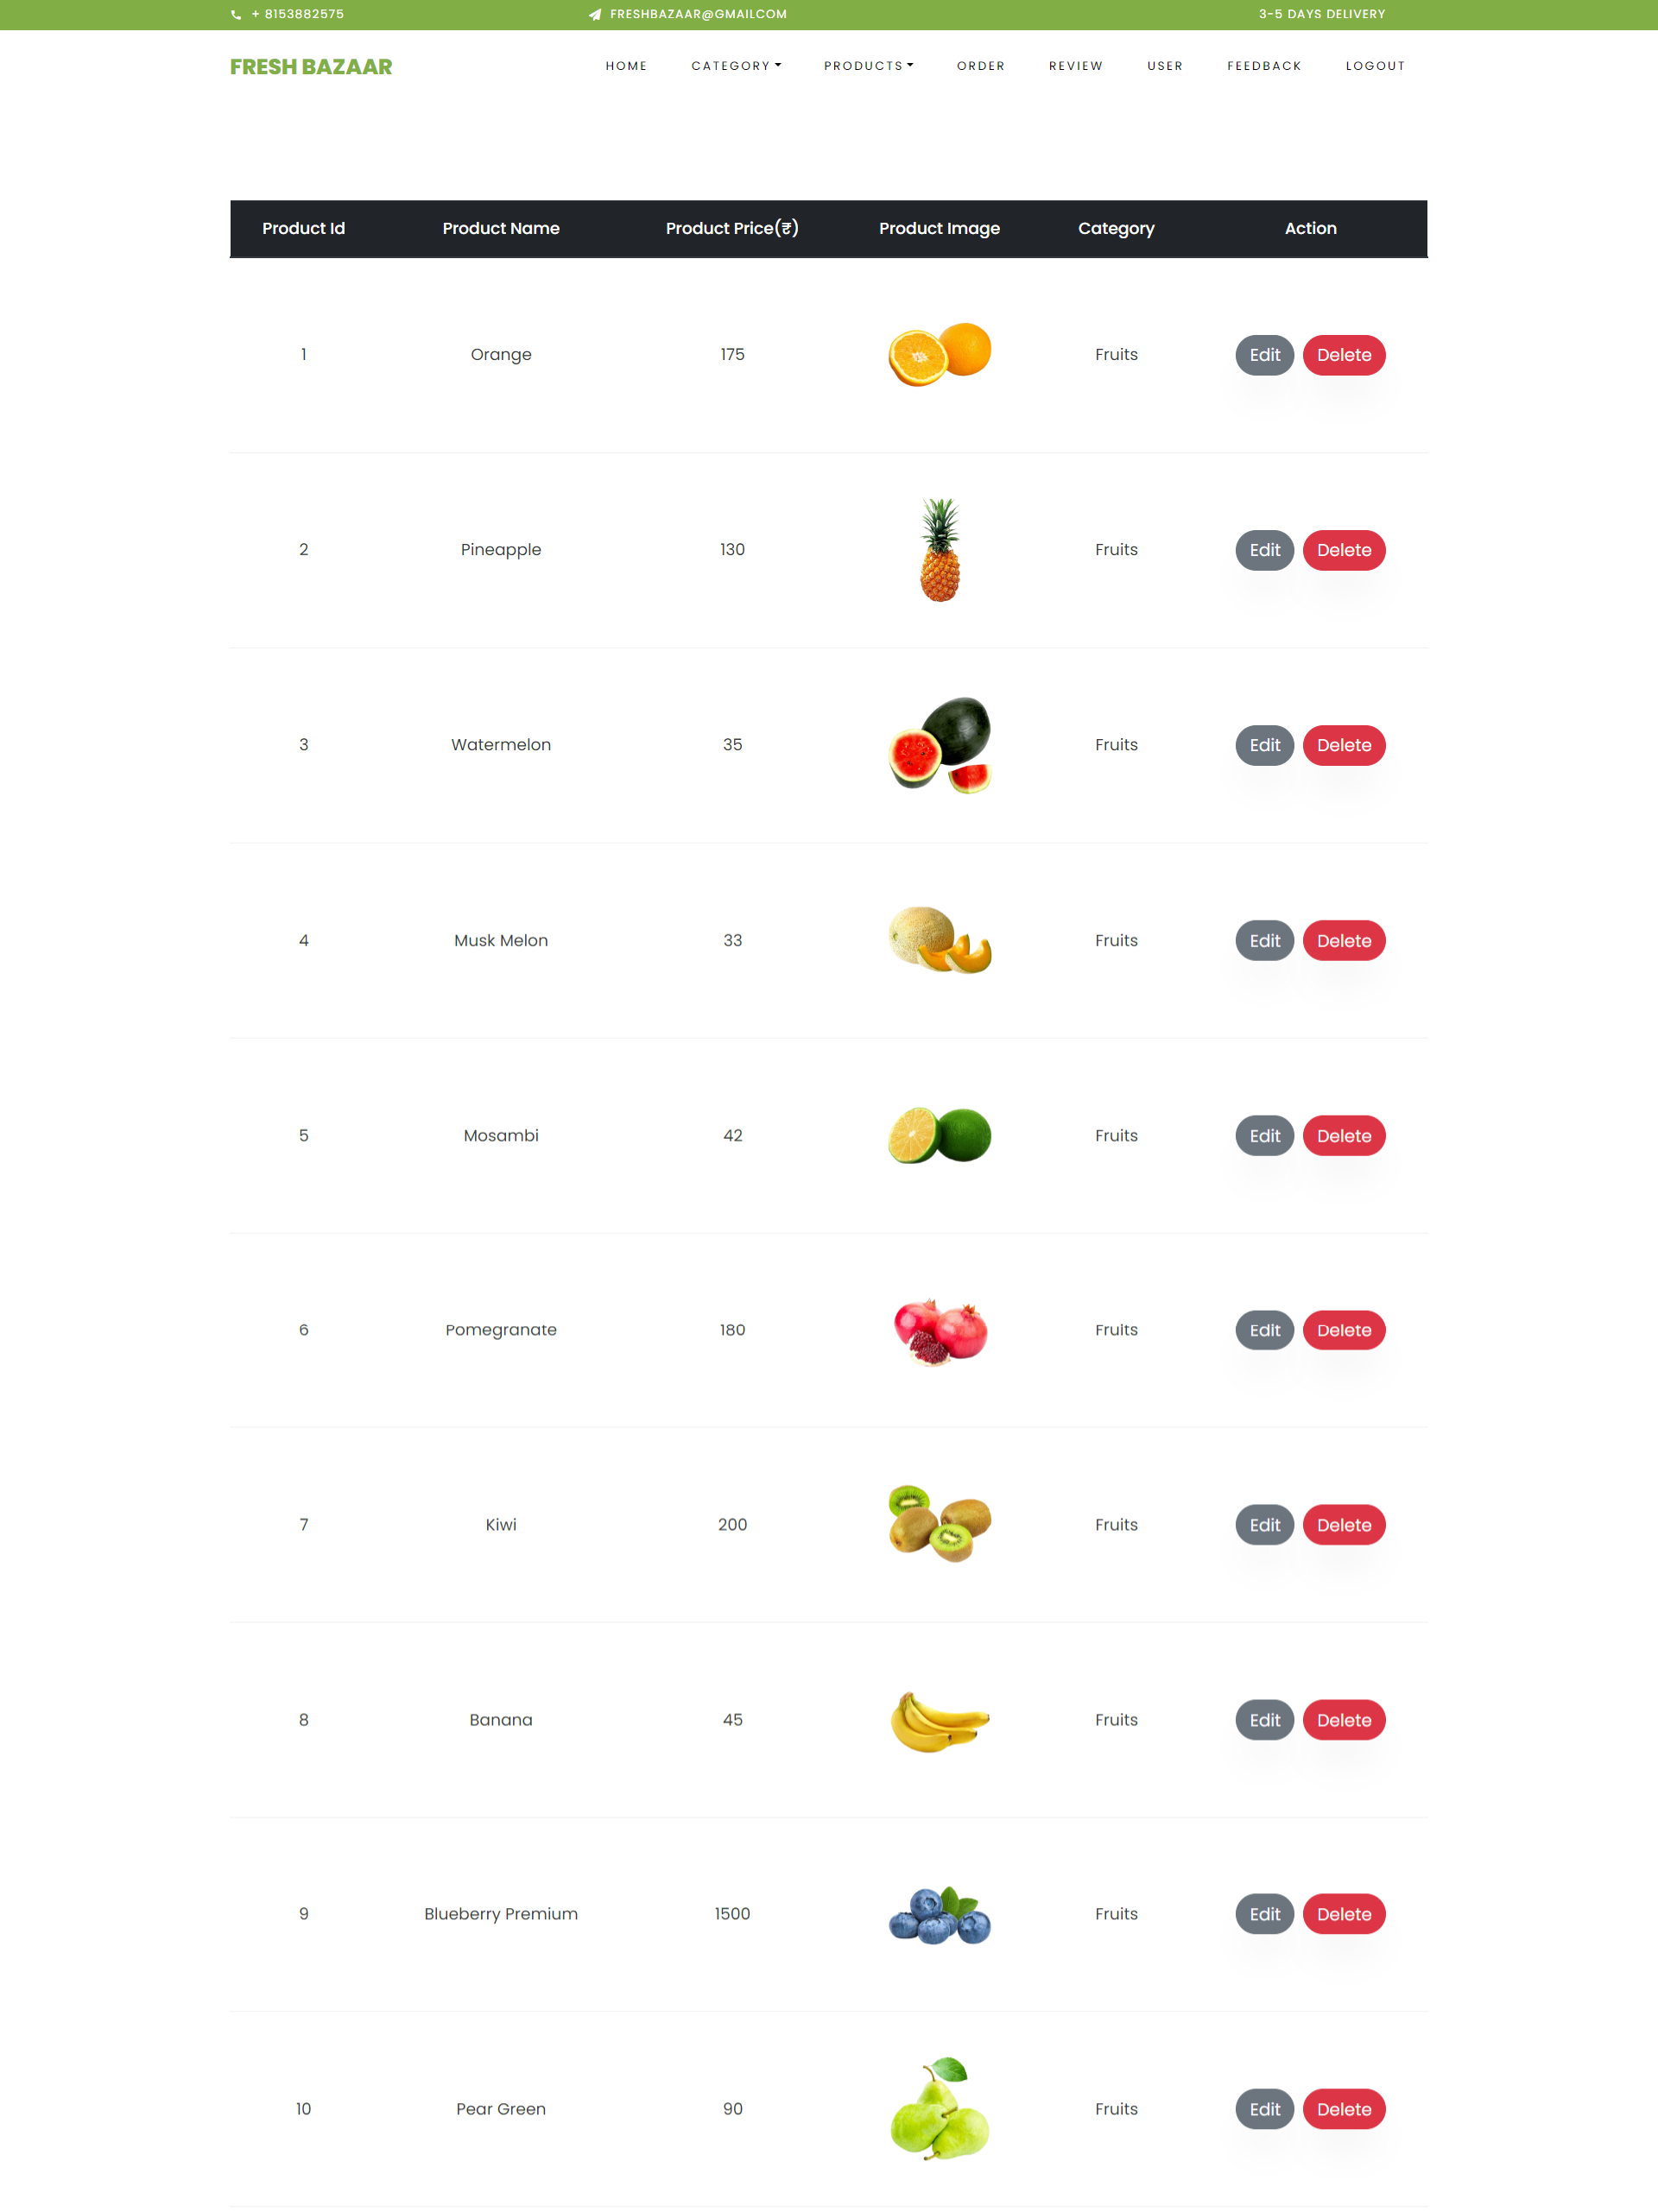 + 8153882575 FRESHBAZAAR@GMAILCOM 3-5 DAYS DELIVERY
FRESH BAZAAR HOME CATEGORY PRODUCTS ORDER REVIEW USER FEEDBACK LOGOUT
Product Id Product Name Product Price(₹) Product Image Category Action
1 Orange 175 Fruits Edit Delete
2 Pineapple 130 Fruits Edit Delete
3 Watermelon 35 Fruits Edit Delete
4 Musk Melon 33 Fruits Edit Delete
5 Mosambi 42 Fruits Edit Delete
6 Pomegranate 180 Fruits Edit Delete
7 Kiwi 200 Fruits Edit Delete
8 Banana 45 Fruits Edit Delete
9 Blueberry Premium 1500 Fruits Edit Delete
10 Pear Green 90 Fruits Edit Delete